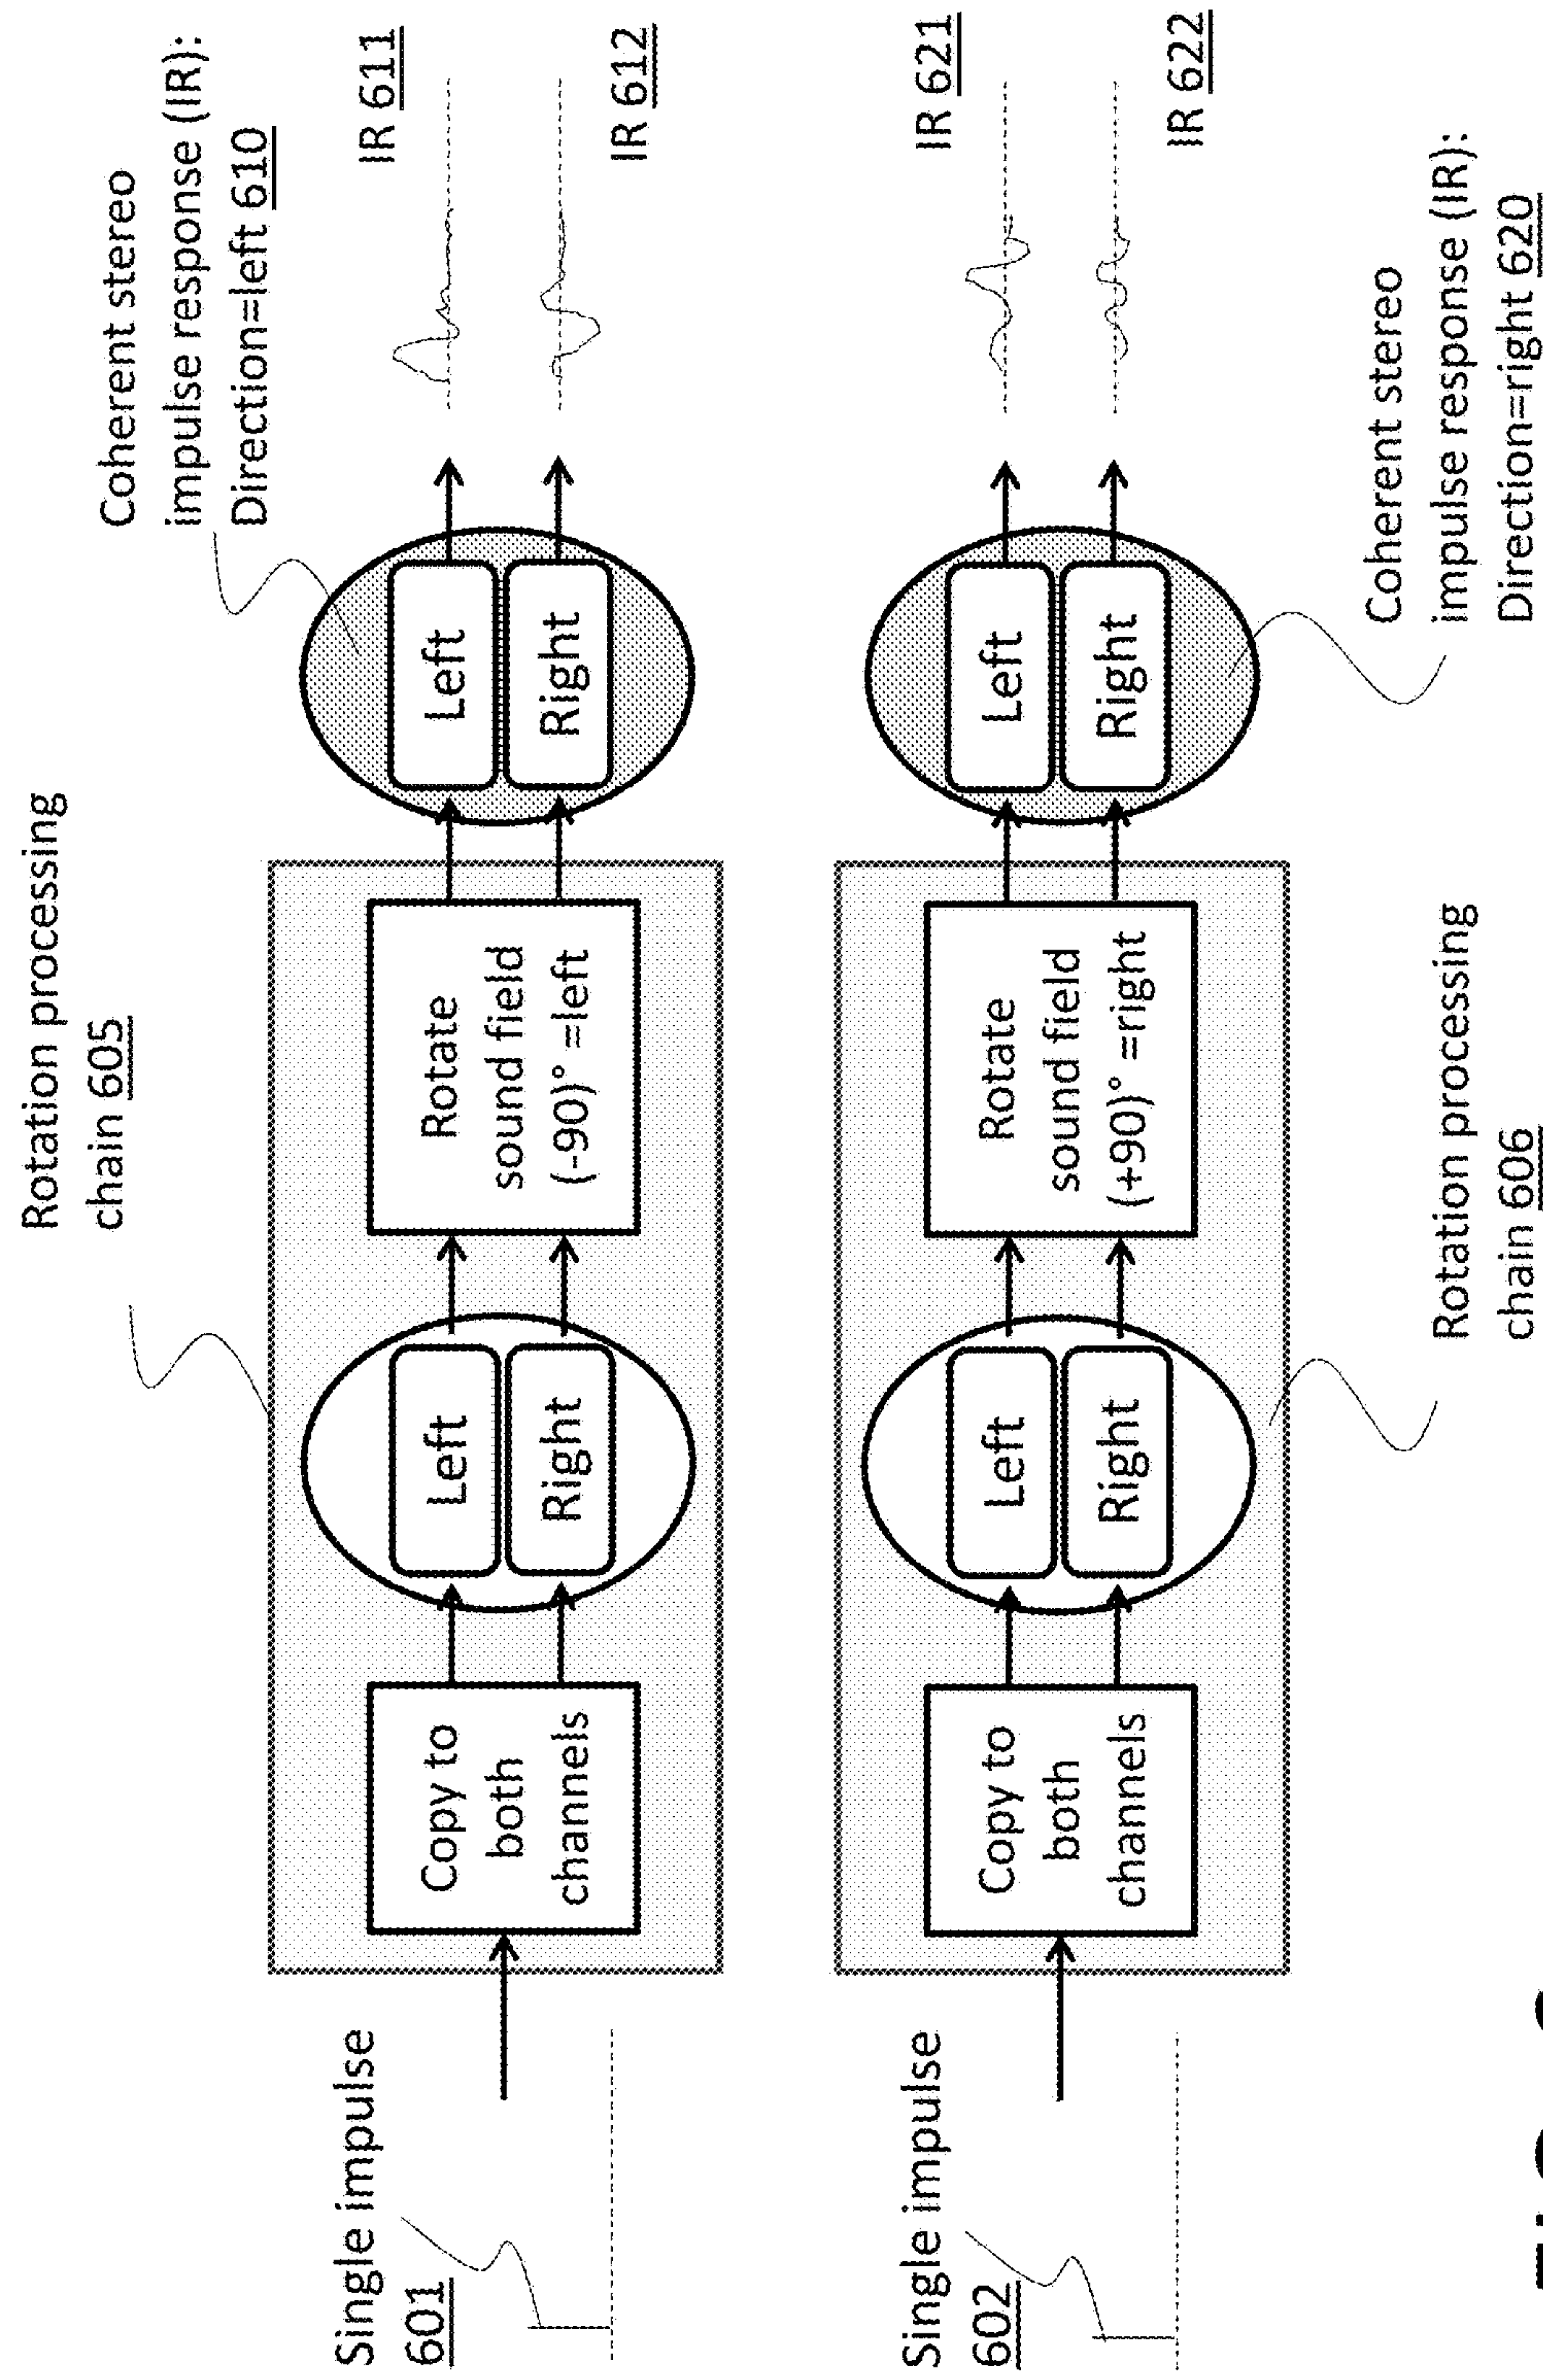 Rotation processing
chain 605
Coherent stereo
impulse response (IR):
Direction=left 610
Single impulse
601
Copy to
both
channels
Left
Right
Rotate
sound field
(-90)° =left
Left
Right
IR 611
IR 612
Single impulse
602
Copy to
both
channels
Left
Right
Rotate
sound field
(+90)° =right
Left
Right
IR 621
IR 622
Rotation processing
chain 606
Coherent stereo
impulse response (IR):
Direction=right 620